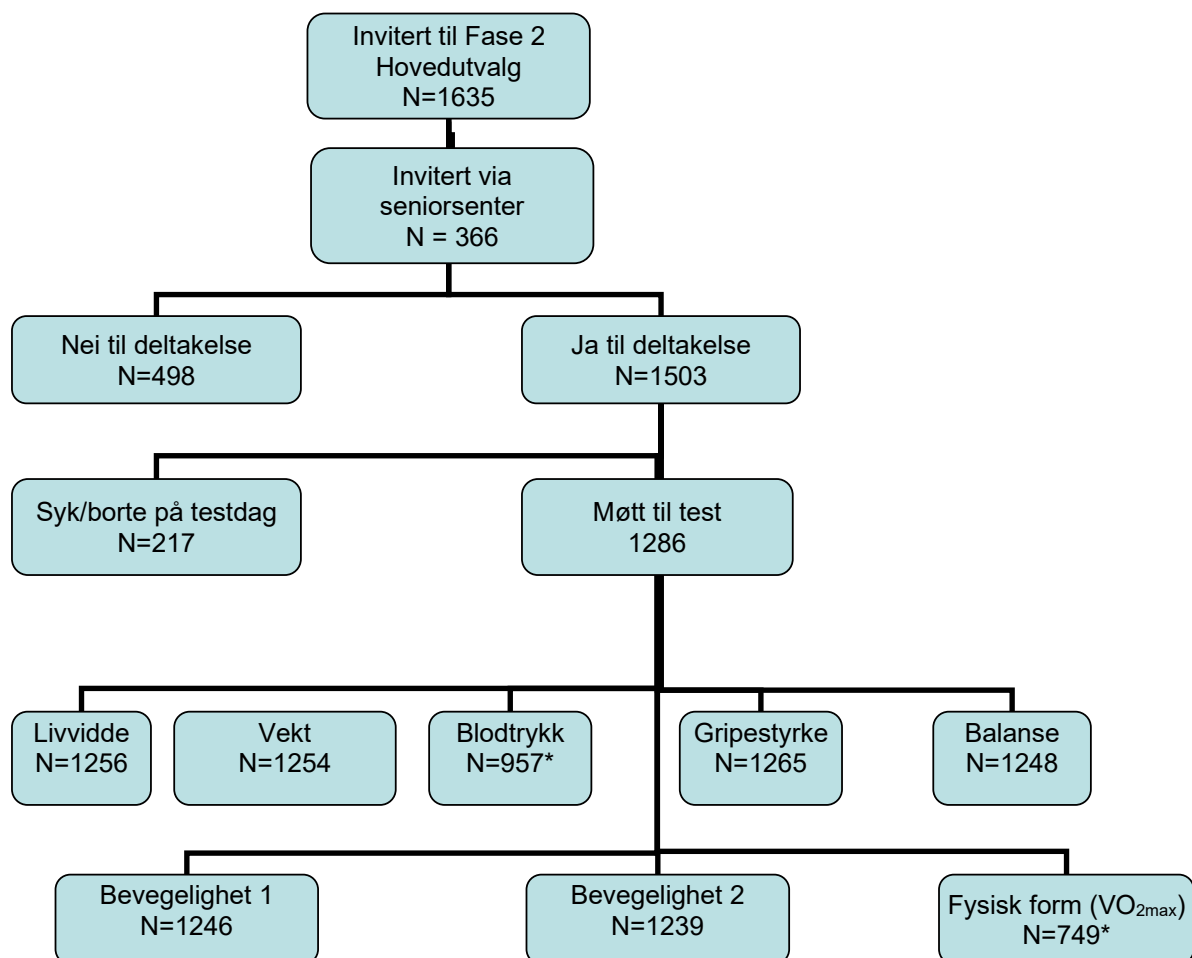 Invitert til Fase 2
Hovedutvalg
N=1635
Invitert via
seniorsenter
N = 366
Nei til deltakelse
N=498
Ja til deltakelse
N=1503
Syk/borte på testdag
N=217
Møtt til test
1286
Livvidde
N=1256
Vekt
N=1254
Blodtrykk
N=957*
Gripestyrke
N=1265
Balanse
N=1248
Bevegelighet 1
N=1246
Bevegelighet 2
N=1239
Fysisk form (VO₂max)
N=749*